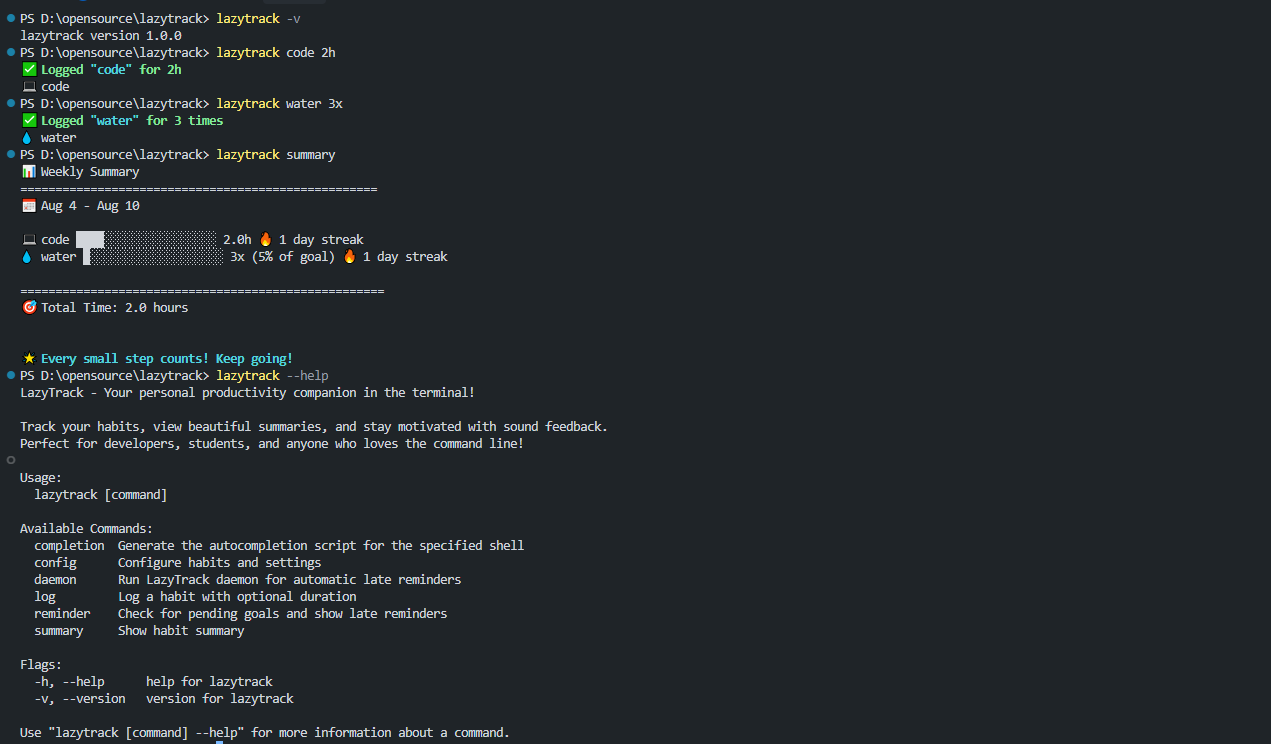 PS D:\opensource\lazytrack> lazytrack -v
lazytrack version 1.0.0
PS D:\opensource\lazytrack> lazytrack code 2h
✅ Logged "code" for 2h
💻 code
PS D:\opensource\lazytrack> lazytrack water 3x
✅ Logged "water" for 3 times
💧 water
PS D:\opensource\lazytrack> lazytrack summary
📊 Weekly Summary
===================================================
📅 Aug 4 - Aug 10
💻 code ████░░░░░░░░░░░░░░░░ 2.0h 🔥 1 day streak
💧 water █░░░░░░░░░░░░░░░░░░░ 3x (5% of goal) 🔥 1 day streak
====================================================
🎯 Total Time: 2.0 hours
⭐ Every small step counts! Keep going!
PS D:\opensource\lazytrack> lazytrack --help
LazyTrack - Your personal productivity companion in the terminal!
Track your habits, view beautiful summaries, and stay motivated with sound feedback.
Perfect for developers, students, and anyone who loves the command line!
Usage:
  lazytrack [command]
Available Commands:
  completion  Generate the autocompletion script for the specified shell
  config      Configure habits and settings
  daemon      Run LazyTrack daemon for automatic late reminders
  log         Log a habit with optional duration
  reminder    Check for pending goals and show late reminders
  summary     Show habit summary
Flags:
  -h, --help      help for lazytrack
  -v, --version   version for lazytrack
Use "lazytrack [command] --help" for more information about a command.